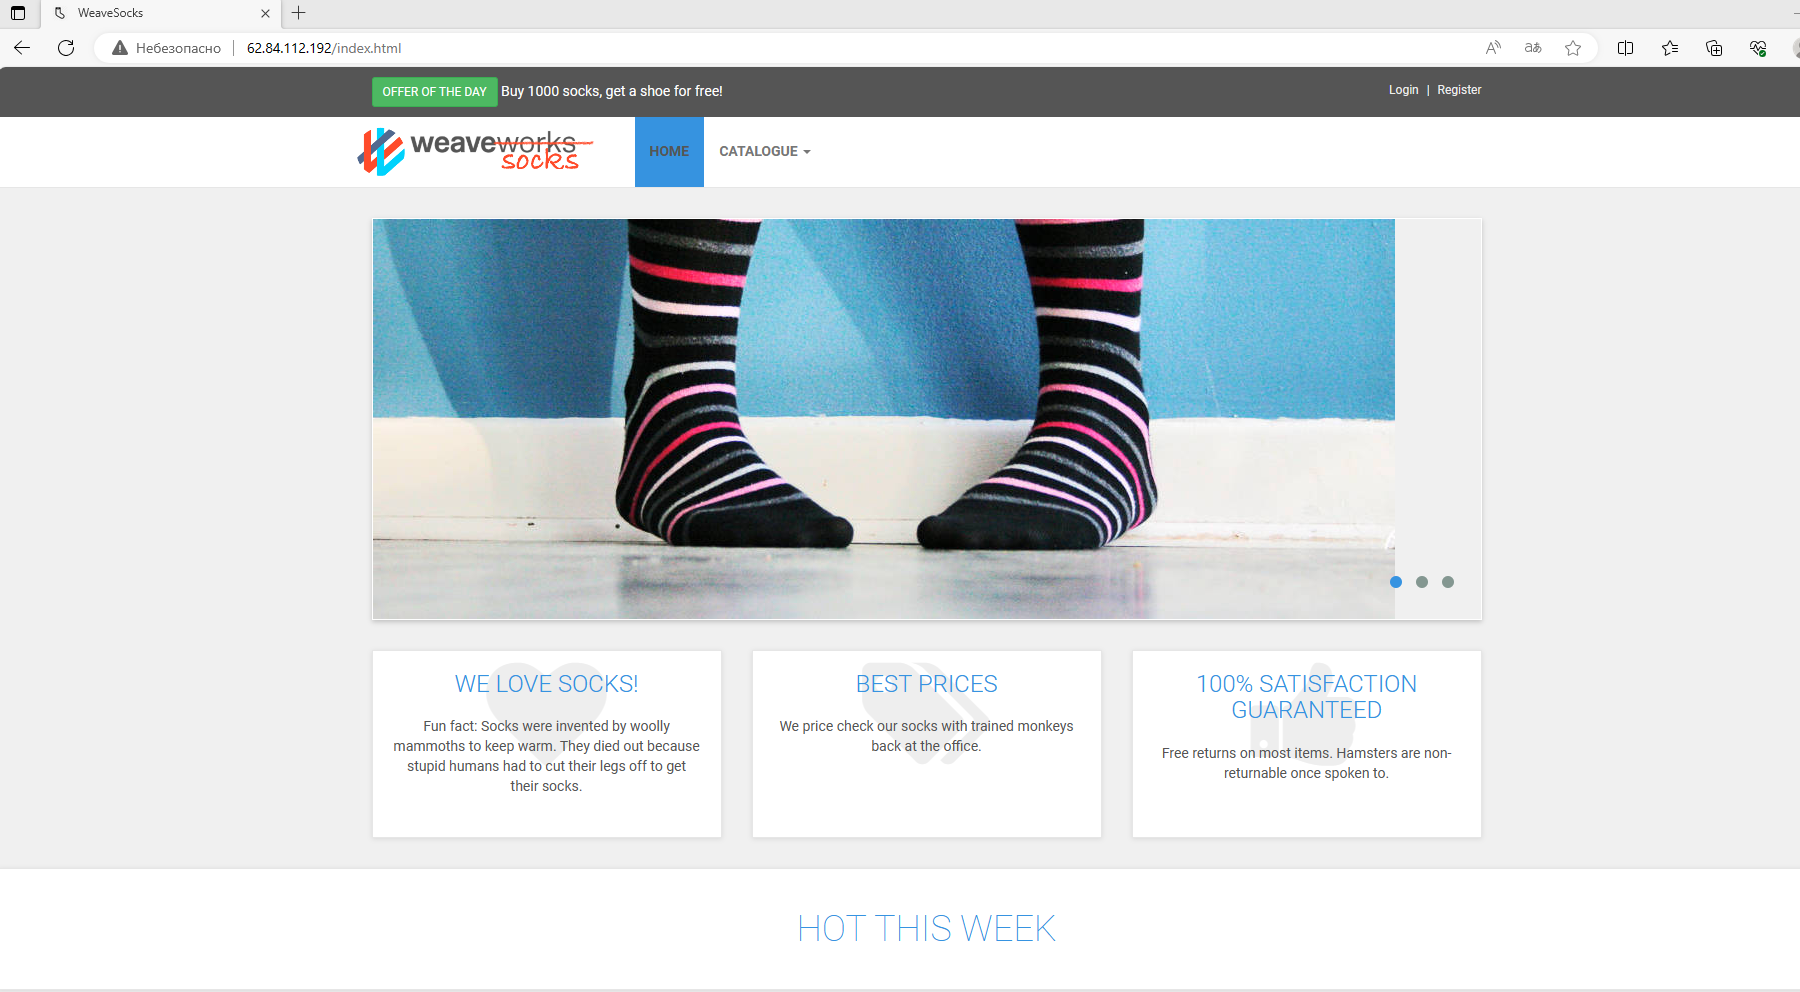 WeaveSocks
Небезопасно 62.84.112.192/index.html
OFFER OF THE DAY Buy 1000 socks, get a shoe for free!
Login | Register
weaveworks
socks
HOME
CATALOGUE
WE LOVE SOCKS!
Fun fact: Socks were invented by woolly
mammoths to keep warm. They died out because
stupid humans had to cut their legs off to get
their socks.
BEST PRICES
We price check our socks with trained monkeys
back at the office.
100% SATISFACTION
GUARANTEED
Free returns on most items. Hamsters are non-
returnable once spoken to.
HOT THIS WEEK